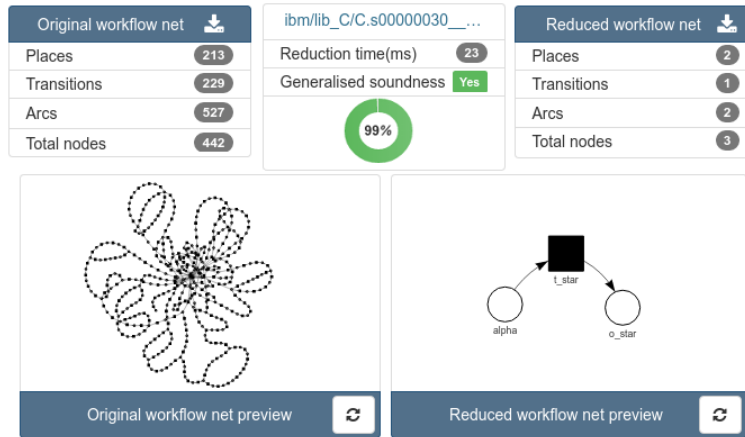 Original workflow net
Places 213
Transitions 229
Arcs 527
Total nodes 442
ibm/lib_C/C.s00000030__...
Reduction time(ms) 23
Generalised soundness Yes
99%
Reduced workflow net
Places 2
Transitions 1
Arcs 2
Total nodes 3
t_star
alpha
o_star
Original workflow net preview
Reduced workflow net preview